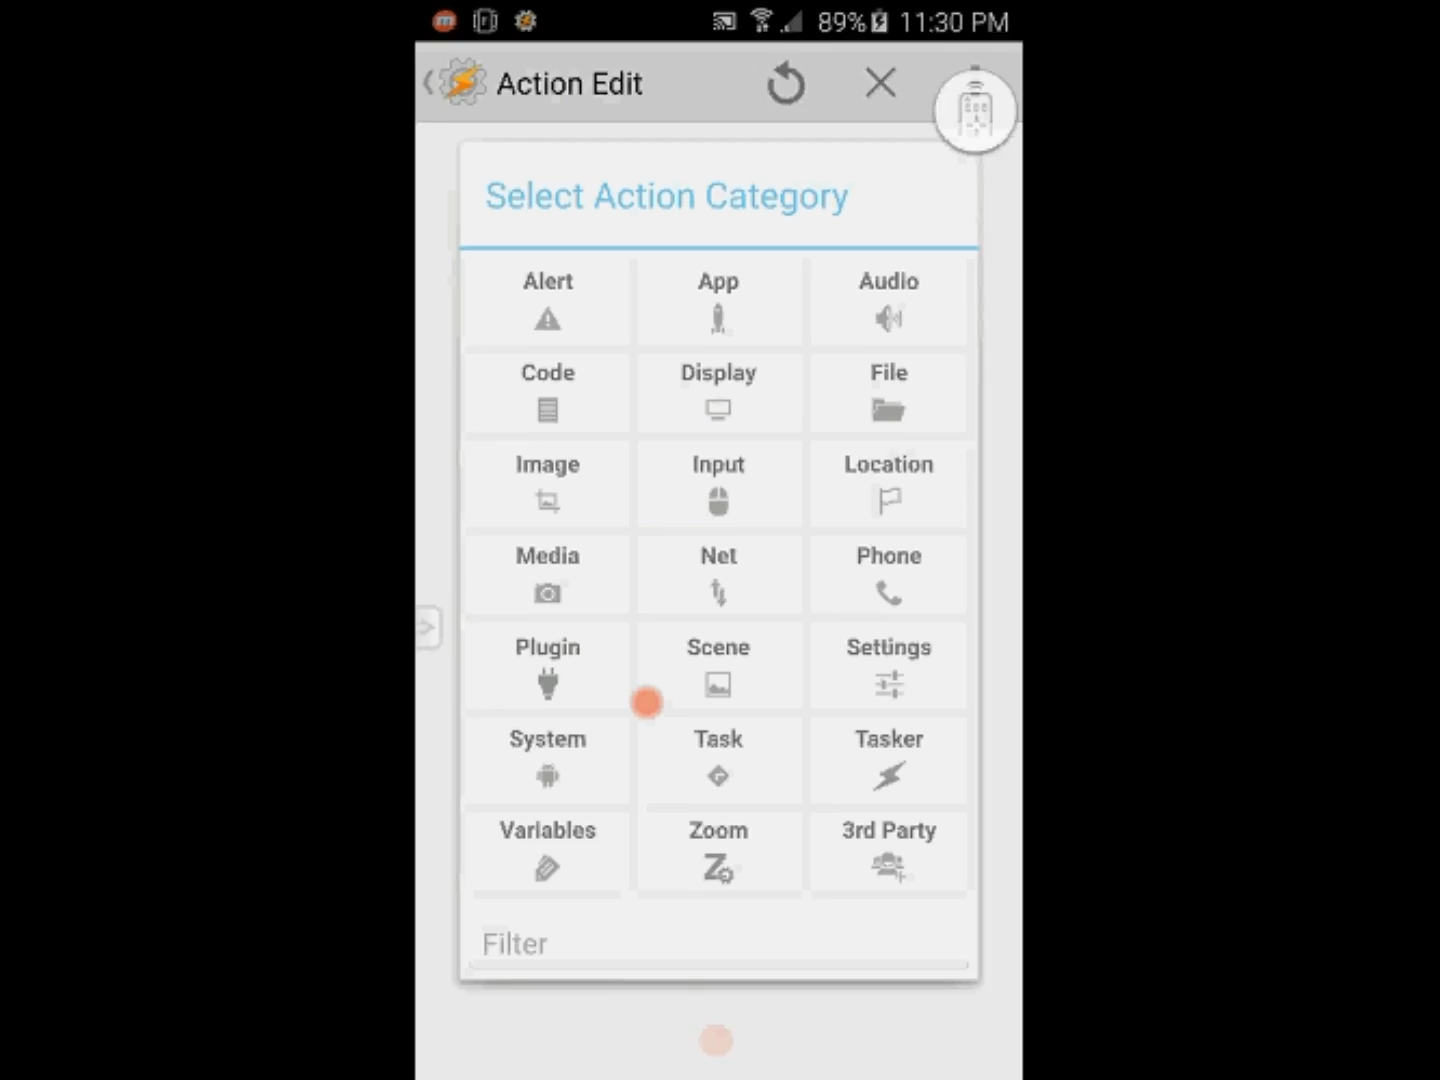 89% 11:30 PM
Action Edit
Select Action Category
Alert App Audio
Code Display File
Image Input Location
Media Net Phone
Plugin Scene Settings
System Task Tasker
Variables Zoom 3rd Party
Filter